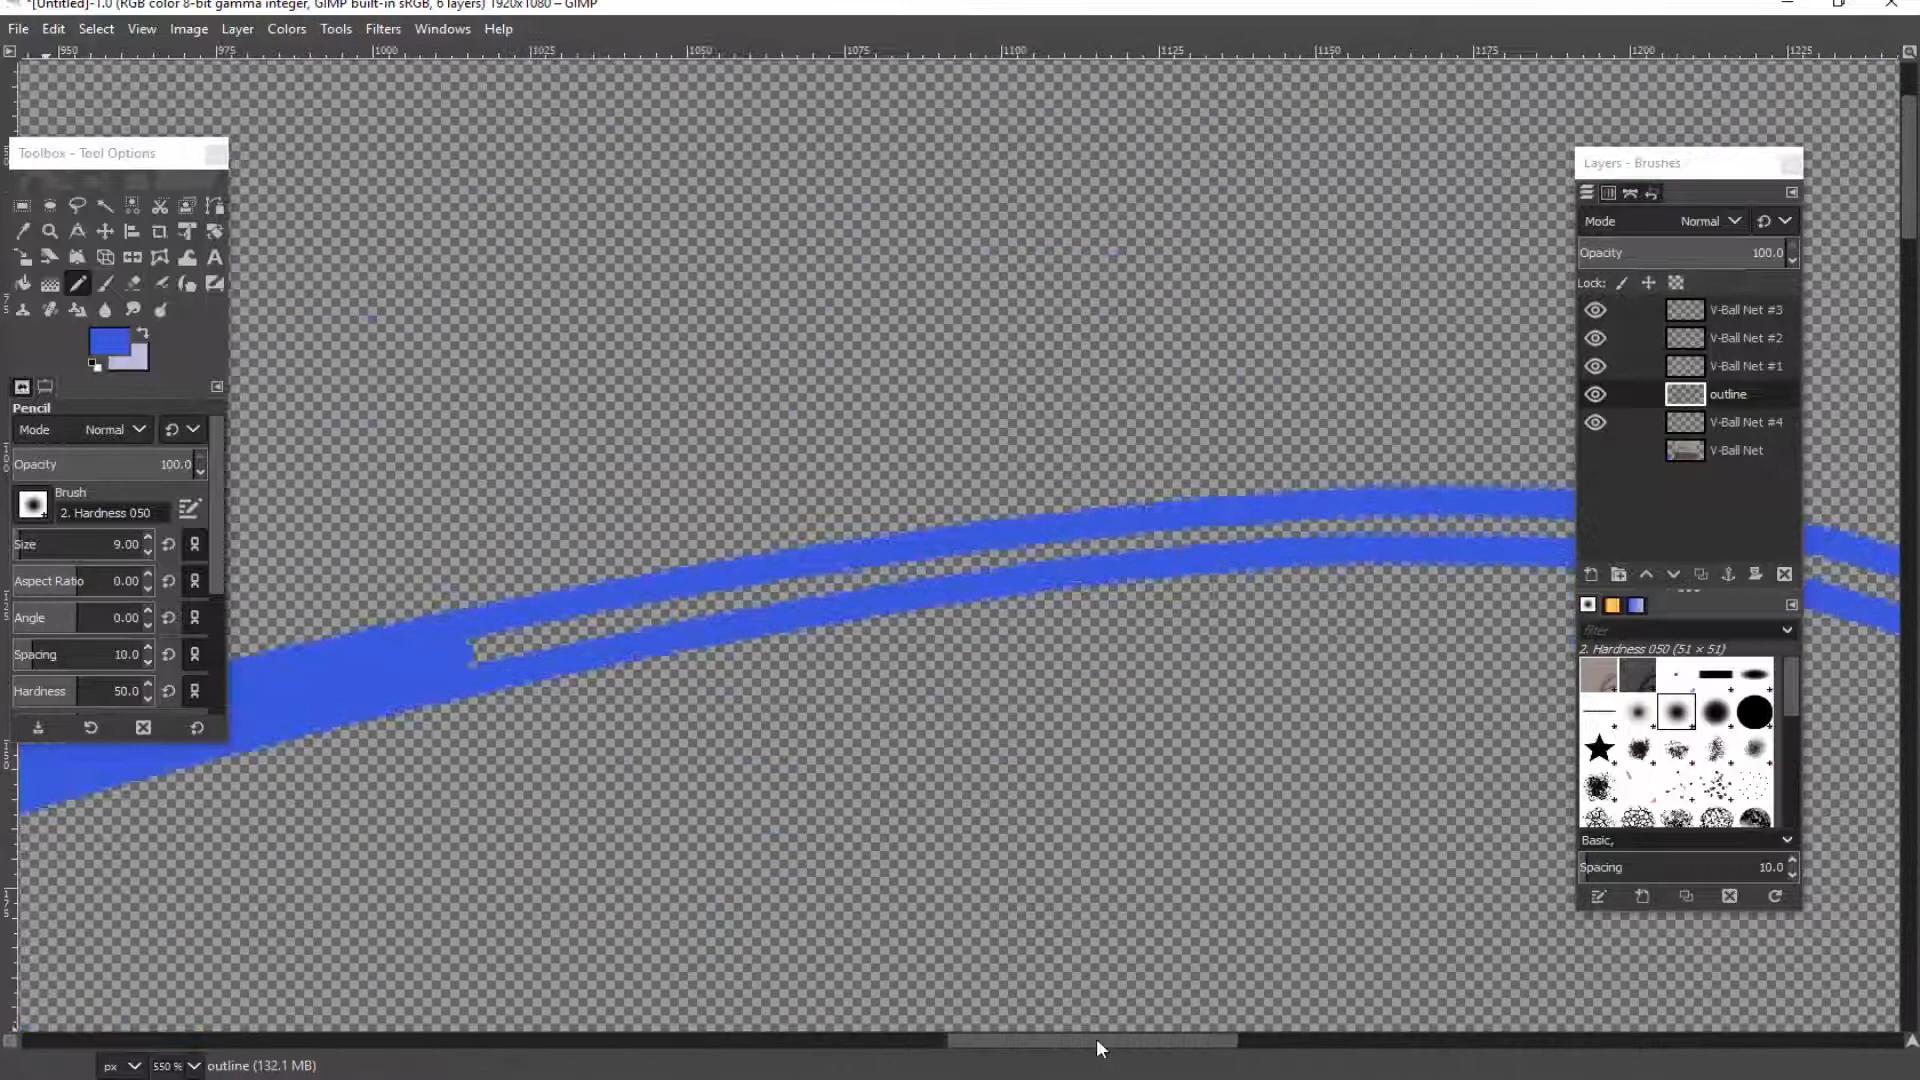 *[Untitled]-1.0 (RGB color 8-bit gamma integer, GIMP built-in sRGB, 6 layers) 1920x1080 – GIMP
File Edit Select View Image Layer Colors Tools Filters Windows Help
950 975 1000 1025 1050 1075 1100 1125 1150 1175 1200 1225
Toolbox - Tool Options
Pencil
Mode Normal
Opacity 100.0
Brush
2. Hardness 050
Size 9.00
Aspect Ratio 0.00
Angle 0.00
Spacing 10.0
Hardness 50.0
75
100
125
150
175
Layers - Brushes
Mode Normal
Opacity 100.0
Lock:
V-Ball Net #3
V-Ball Net #2
V-Ball Net #1
outline
V-Ball Net #4
V-Ball Net
filter
2. Hardness 050 (51 × 51)
Basic,
Spacing 10.0
px 550 % outline (132.1 MB)